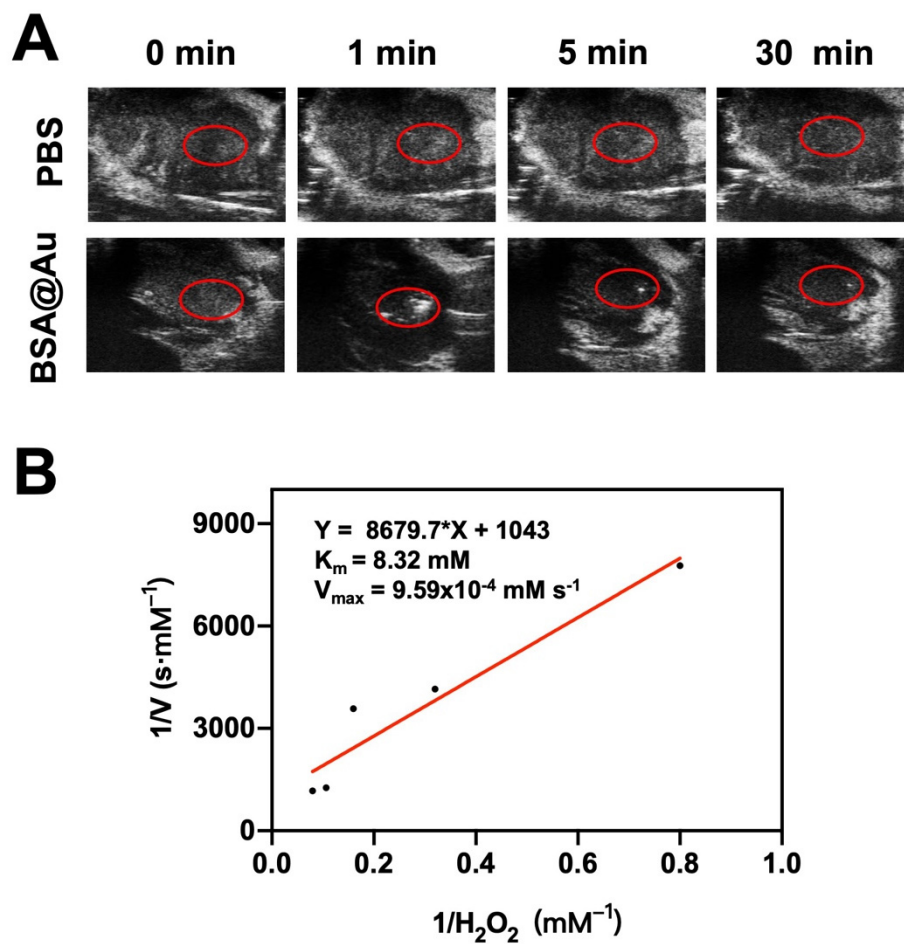 A
0 min 1 min 5 min 30 min
PBS
BSA@Au
B
Y = 8679.7*X + 1043
Kₘ = 8.32 mM
Vₘₐₓ = 9.59x10⁻⁴ mM s⁻¹
1/V (s·mM⁻¹)
9000
6000
3000
0
0.0 0.2 0.4 0.6 0.8 1.0
1/H₂O₂ (mM⁻¹)